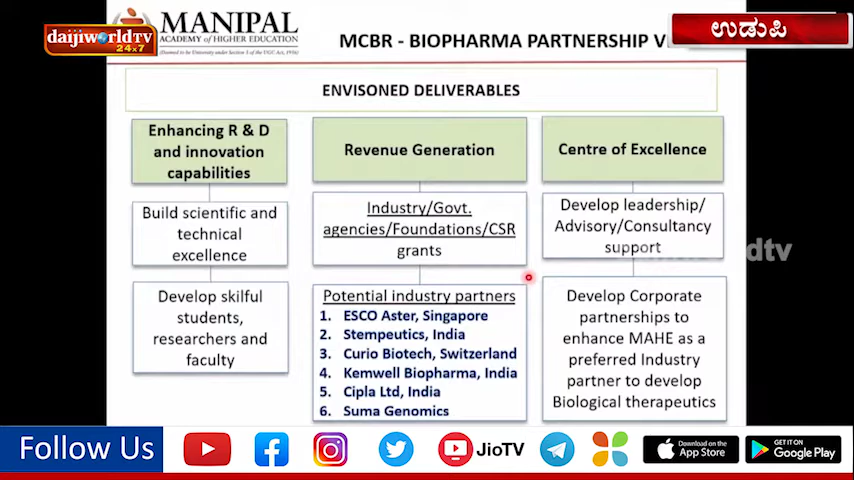 daijiworldTV
24x7
MANIPAL
ACADEMY of HIGHER EDUCATION
(Deemed to be University under Section 3 of the UGC Act, 1956)
MCBR - BIOPHARMA PARTNERSHIP
ಉಡುಪಿ
ENVISONED DELIVERABLES
Enhancing R & D
and innovation
capabilities
Build scientific and
technical
excellence
Develop skilful
students,
researchers and
faculty
Revenue Generation
Industry/Govt.
agencies/Foundations/CSR
grants
Potential industry partners
1. ESCO Aster, Singapore
2. Stempeutics, India
3. Curio Biotech, Switzerland
4. Kemwell Biopharma, India
5. Cipla Ltd, India
6. Suma Genomics
Centre of Excellence
Develop leadership/
Advisory/Consultancy
support
Develop Corporate
partnerships to
enhance MAHE as a
preferred Industry
partner to develop
Biological therapeutics
Follow Us
JioTV
Download on the
App Store
GET IT ON
Google Play